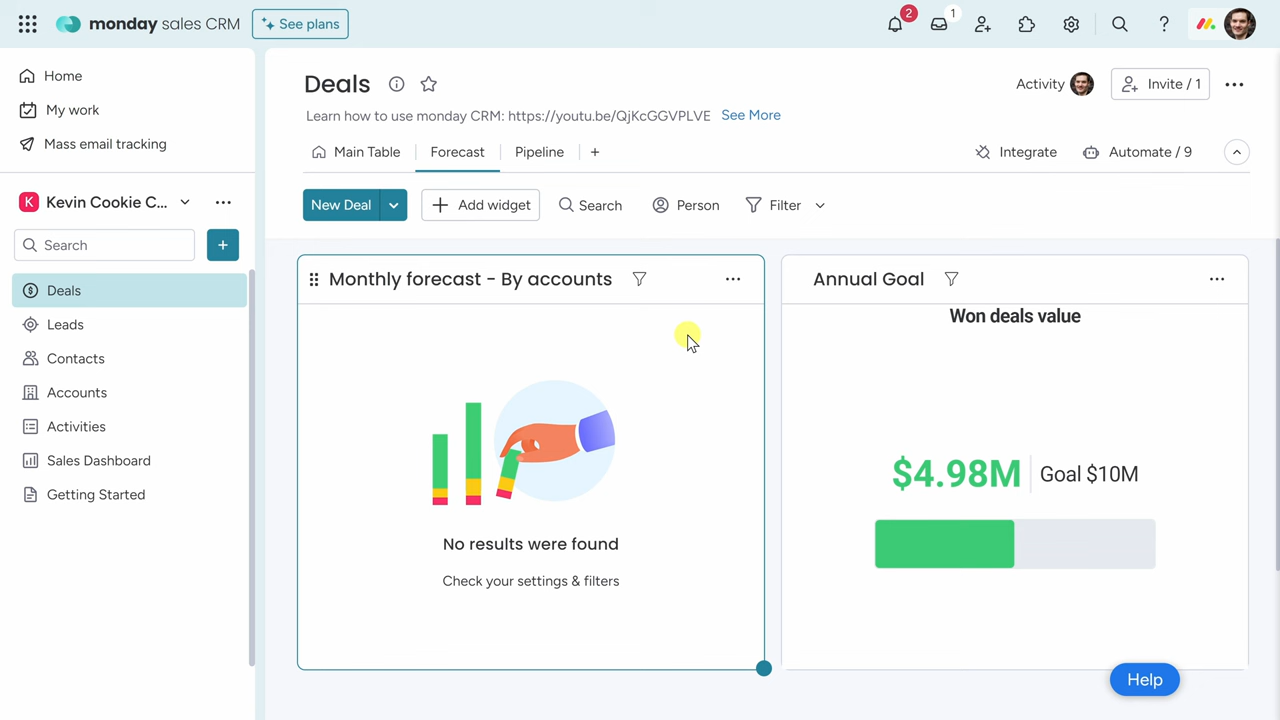 monday sales CRM
See plans
2
1
Home
My work
Mass email tracking
K
Kevin Cookie C...
Search
+
Deals
Leads
Contacts
Accounts
Activities
Sales Dashboard
Getting Started
Deals
Activity
Invite / 1
Learn how to use monday CRM: https://youtu.be/QjKcGGVPLVE See More
Main Table
Forecast
Pipeline
+
Integrate
Automate / 9
New Deal
Add widget
Search
Person
Filter
Monthly forecast - By accounts
No results were found
Check your settings & filters
Annual Goal
Won deals value
$4.98M
Goal $10M
Help